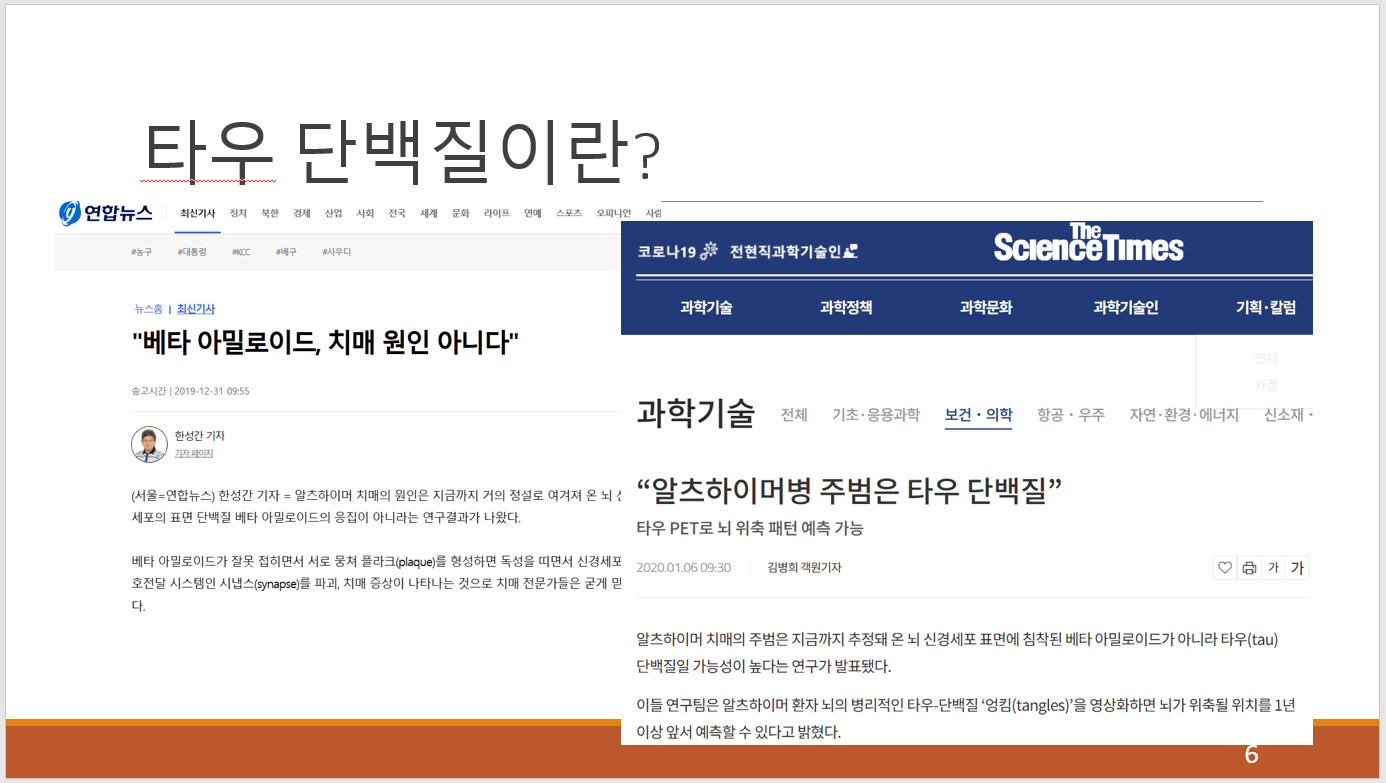 타우 단백질이란?
연합뉴스
최신기사 정치 북한 경제 산업 사회 전국 세계 문화 라이프 연예 스포츠 오피니언 사람
#농구 #대통령 #KCC #배구 #사우디
뉴스홈 | 최신기사
"베타 아밀로이드, 치매 원인 아니다"
송고시간 | 2019-12-31 09:55
한성간 기자
기자 페이지
(서울=연합뉴스) 한성간 기자 = 알츠하이머 치매의 원인은 지금까지 거의 정설로 여겨져 온 뇌
세포의 표면 단백질 베타 아밀로이드의 응집이 아니라는 연구결과가 나왔다.
베타 아밀로이드가 잘못 접히면서 서로 뭉쳐 플라크(plaque)를 형성하면 독성을 띠면서 신경세포
호전달 시스템인 시냅스(synapse)를 파괴, 치매 증상이 나타나는 것으로 치매 전문가들은 굳게 믿
다.
코로나19 전현직과학기술인
The ScienceTimes
과학기술 과학정책 과학문화 과학기술인 기획·칼럼
연재
완결
과학기술 전체 기초·응용과학 보건·의학 항공·우주 자연·환경·에너지 신소재·
“알츠하이머병 주범은 타우 단백질”
타우 PET로 뇌 위축 패턴 예측 가능
2020.01.06 09:30 김병희 객원기자
가 가
알츠하이머 치매의 주범은 지금까지 추정돼 온 뇌 신경세포 표면에 침착된 베타 아밀로이드가 아니라 타우(tau)
단백질일 가능성이 높다는 연구가 발표됐다.
이들 연구팀은 알츠하이머 환자 뇌의 병리적인 타우-단백질 ‘엉킴(tangles)’을 영상화하면 뇌가 위축될 위치를 1년
이상 앞서 예측할 수 있다고 밝혔다.
6